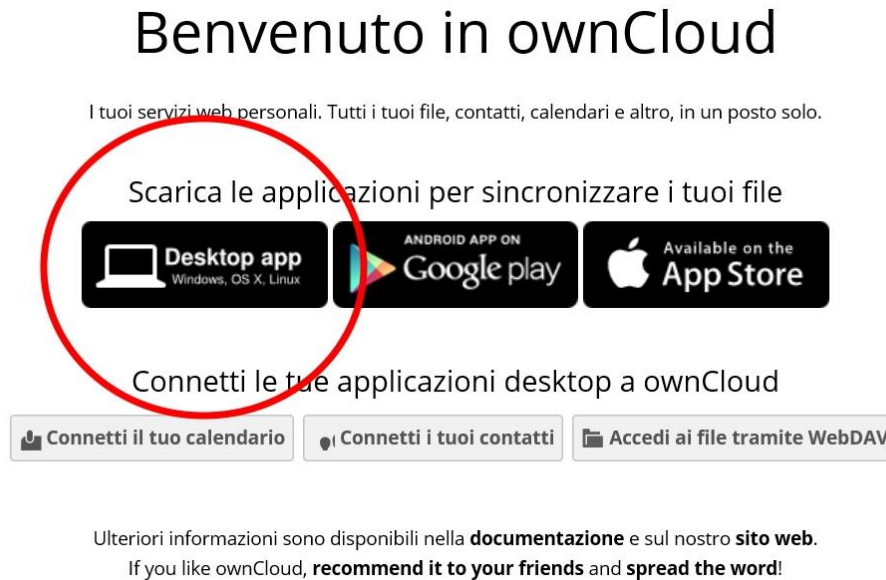 Benvenuto in ownCloud
I tuoi servizi web personali. Tutti i tuoi file, contatti, calendari e altro, in un posto solo.
Scarica le applicazioni per sincronizzare i tuoi file
Desktop app
Windows, OS X, Linux
ANDROID APP ON
Google play
Available on the
App Store
Connetti le tue applicazioni desktop a ownCloud
Connetti il tuo calendario
Connetti i tuoi contatti
Accedi ai file tramite WebDAV
Ulteriori informazioni sono disponibili nella documentazione e sul nostro sito web.
If you like ownCloud, recommend it to your friends and spread the word!